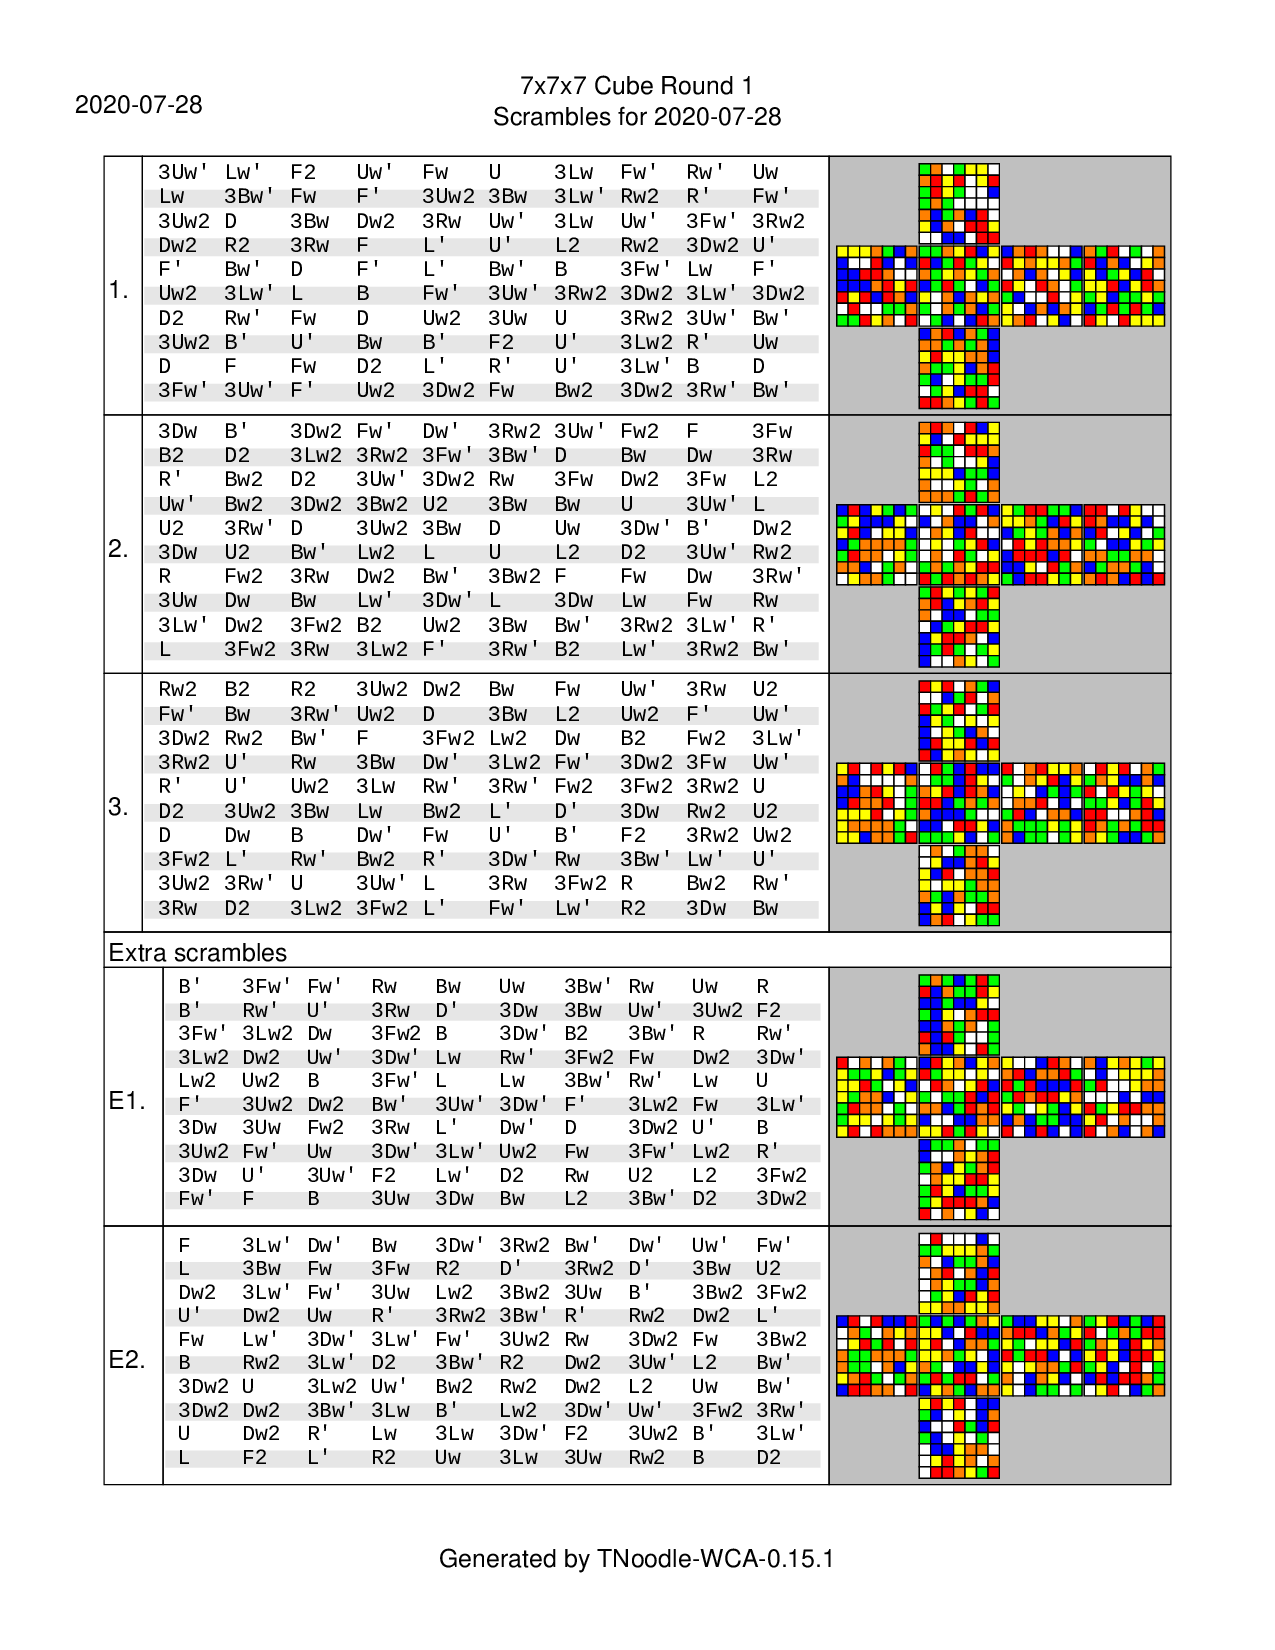 7x7x7 Cube Round 1
2020-07-28
Scrambles for 2020-07-28
1.
3Uw' Lw' F2 Uw' Fw U 3Lw Fw' Rw' Uw
Lw 3Bw' Fw F' 3Uw2 3Bw 3Lw' Rw2 R' Fw'
3Uw2 D 3Bw Dw2 3Rw Uw' 3Lw Uw' 3Fw' 3Rw2
Dw2 R2 3Rw F L' U' L2 Rw2 3Dw2 U'
F' Bw' D F' L' Bw' B 3Fw' Lw F'
Uw2 3Lw' L B Fw' 3Uw' 3Rw2 3Dw2 3Lw' 3Dw2
D2 Rw' Fw D Uw2 3Uw U 3Rw2 3Uw' Bw'
3Uw2 B' U' Bw B' F2 U' 3Lw2 R' Uw
D F Fw D2 L' R' U' 3Lw' B D
3Fw' 3Uw' F' Uw2 3Dw2 Fw Bw2 3Dw2 3Rw' Bw'
2.
3Dw B' 3Dw2 Fw' Dw' 3Rw2 3Uw' Fw2 F 3Fw
B2 D2 3Lw2 3Rw2 3Fw' 3Bw' D Bw Dw 3Rw
R' Bw2 D2 3Uw' 3Dw2 Rw 3Fw Dw2 3Fw L2
Uw' Bw2 3Dw2 3Bw2 U2 3Bw Bw U 3Uw' L
U2 3Rw' D 3Uw2 3Bw D Uw 3Dw' B' Dw2
3Dw U2 Bw' Lw2 L U L2 D2 3Uw' Rw2
R Fw2 3Rw Dw2 Bw' 3Bw2 F Fw Dw 3Rw'
3Uw Dw Bw Lw' 3Dw' L 3Dw Lw Fw Rw
3Lw' Dw2 3Fw2 B2 Uw2 3Bw Bw' 3Rw2 3Lw' R'
L 3Fw2 3Rw 3Lw2 F' 3Rw' B2 Lw' 3Rw2 Bw'
3.
Rw2 B2 R2 3Uw2 Dw2 Bw Fw Uw' 3Rw U2
Fw' Bw 3Rw' Uw2 D 3Bw L2 Uw2 F' Uw'
3Dw2 Rw2 Bw' F 3Fw2 Lw2 Dw B2 Fw2 3Lw'
3Rw2 U' Rw 3Bw Dw' 3Lw2 Fw' 3Dw2 3Fw Uw'
R' U' Uw2 3Lw Rw' 3Rw' Fw2 3Fw2 3Rw2 U
D2 3Uw2 3Bw Lw Bw2 L' D' 3Dw Rw2 U2
D Dw B Dw' Fw U' B' F2 3Rw2 Uw2
3Fw2 L' Rw' Bw2 R' 3Dw' Rw 3Bw' Lw' U'
3Uw2 3Rw' U 3Uw' L 3Rw 3Fw2 R Bw2 Rw'
3Rw D2 3Lw2 3Fw2 L' Fw' Lw' R2 3Dw Bw
Extra scrambles
E1.
B' 3Fw' Fw' Rw Bw Uw 3Bw' Rw Uw R
B' Rw' U' 3Rw D' 3Dw 3Bw Uw' 3Uw2 F2
3Fw' 3Lw2 Dw 3Fw2 B 3Dw' B2 3Bw' R Rw'
3Lw2 Dw2 Uw' 3Dw' Lw Rw' 3Fw2 Fw Dw2 3Dw'
Lw2 Uw2 B 3Fw' L Lw 3Bw' Rw' Lw U
F' 3Uw2 Dw2 Bw' 3Uw' 3Dw' F' 3Lw2 Fw 3Lw'
3Dw 3Uw Fw2 3Rw L' Dw' D 3Dw2 U' B
3Uw2 Fw' Uw 3Dw' 3Lw' Uw2 Fw 3Fw' Lw2 R'
3Dw U' 3Uw' F2 Lw' D2 Rw U2 L2 3Fw2
Fw' F B 3Uw 3Dw Bw L2 3Bw' D2 3Dw2
E2.
F 3Lw' Dw' Bw 3Dw' 3Rw2 Bw' Dw' Uw' Fw'
L 3Bw Fw 3Fw R2 D' 3Rw2 D' 3Bw U2
Dw2 3Lw' Fw' 3Uw Lw2 3Bw2 3Uw B' 3Bw2 3Fw2
U' Dw2 Uw R' 3Rw2 3Bw' R' Rw2 Dw2 L'
Fw Lw' 3Dw' 3Lw' Fw' 3Uw2 Rw 3Dw2 Fw 3Bw2
B Rw2 3Lw' D2 3Bw' R2 Dw2 3Uw' L2 Bw'
3Dw2 U 3Lw2 Uw' Bw2 Rw2 Dw2 L2 Uw Bw'
3Dw2 Dw2 3Bw' 3Lw B' Lw2 3Dw' Uw' 3Fw2 3Rw'
U Dw2 R' Lw 3Lw 3Dw' F2 3Uw2 B' 3Lw'
L F2 L' R2 Uw 3Lw 3Uw Rw2 B D2
Generated by TNoodle-WCA-0.15.1